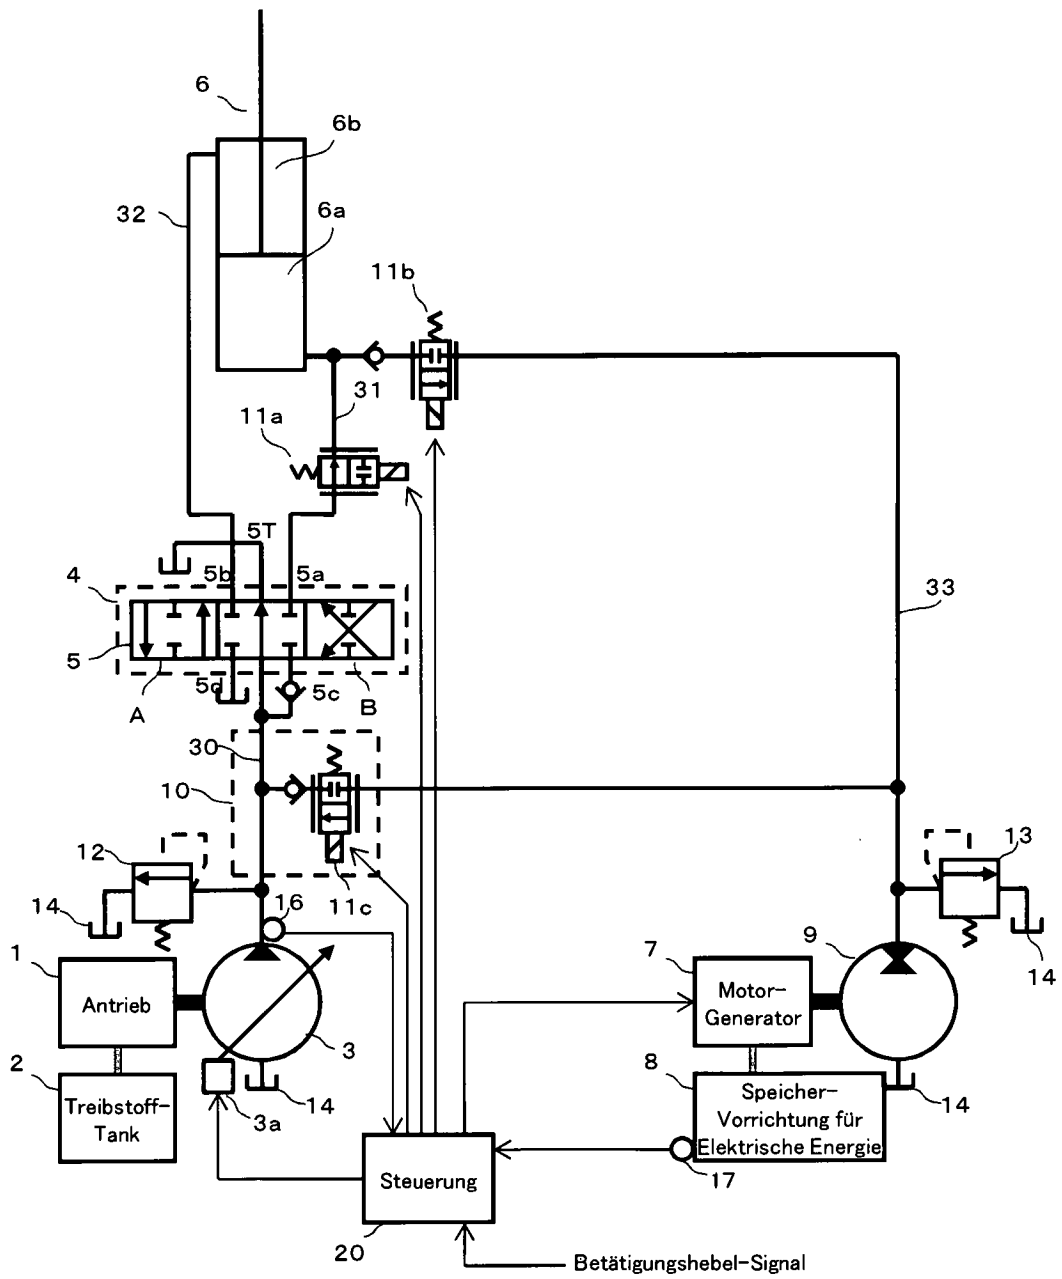 6
6b
32
6a
11b
31
11a
5T
4
5b
5a
33
5
5d
5c
A
B
30
10
12
13
14
11c
16
1
9
7
14
Antrieb
Motor-
Generator
3
2
8
14
Treibstoff-
Tank
3a
Speicher-
Vorrichtung für
Elektrische Energie
14
17
Steuerung
20
Betätigungshebel-Signal